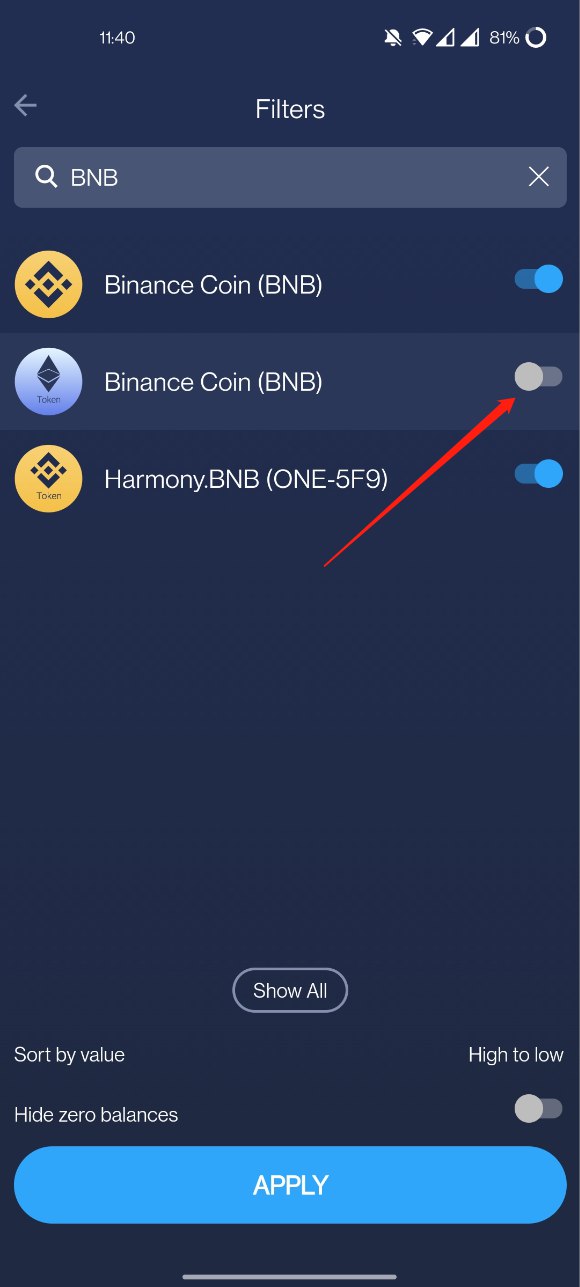 11:40
81%
Filters
BNB
Binance Coin (BNB)
Token
Binance Coin (BNB)
Token
Harmony.BNB (ONE-5F9)
Show All
Sort by value
High to low
Hide zero balances
APPLY